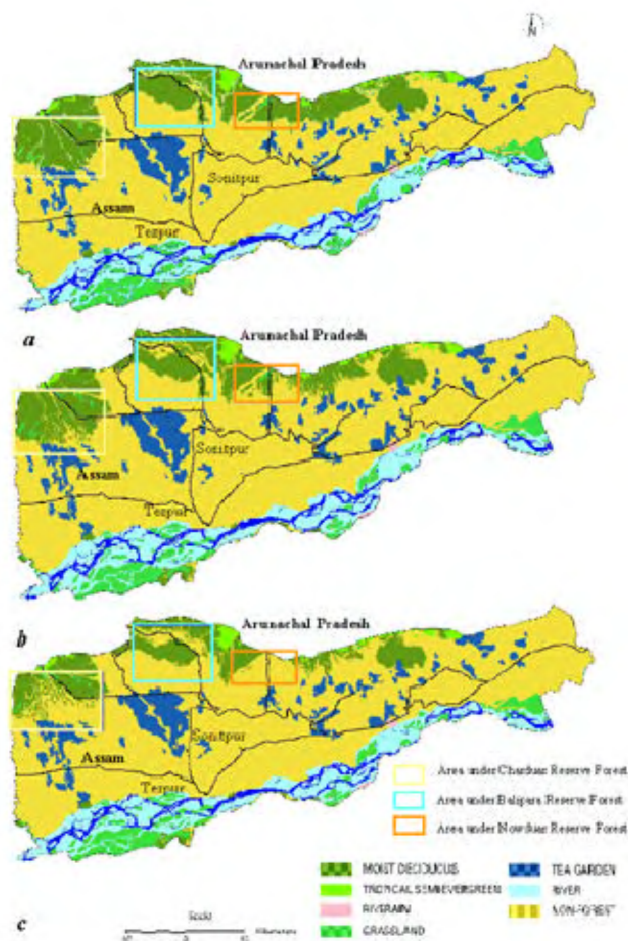 N
Arunachal Pradesh
Sonitpur
Assam
Tezpur
a
Arunachal Pradesh
Sonitpur
Assam
Tezpur
b
Arunachal Pradesh
Sonitpur
Assam
Tezpur
Area under Charduar Reserve Forest
Area under Balipara Reserve Forest
Area under Nowduar Reserve Forest
MOIST DECIDUOUS
TEA GARDEN
TROPICAL SEMI EVERGREEN
RIVER
RIVERAIN
NON-FOREST
GRASSLAND
Scale
Kilometers
c